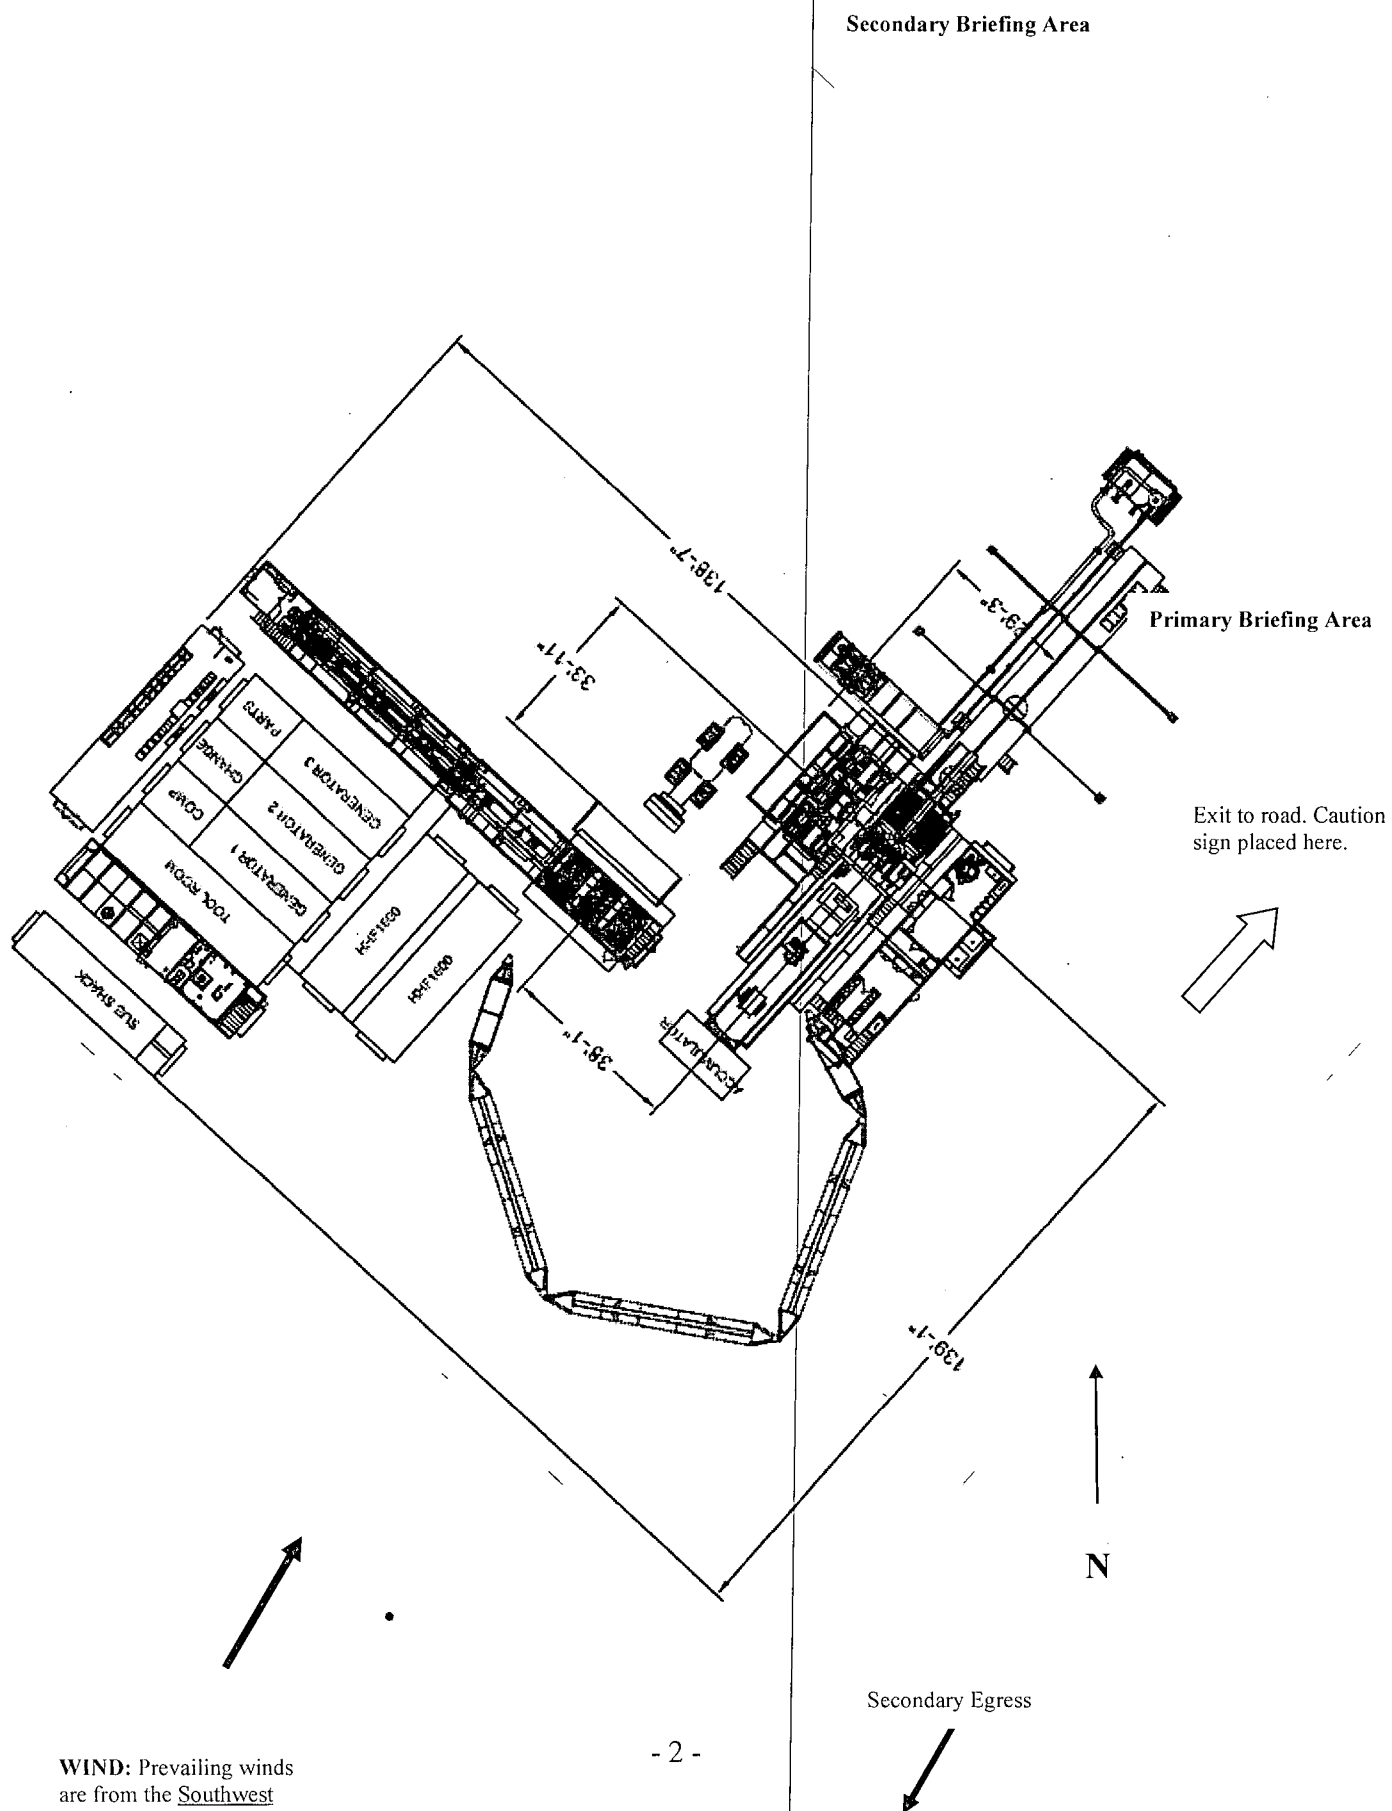 Secondary Briefing Area
138'-7"
33'-11"
Primary Briefing Area
PARTS
CHANGE
COMP
GENERATOR 3
GENERATOR 2
GENERATOR 1
TOOL ROOM
SUB SHACK
HHF1600
HHF1600
Exit to road. Caution
sign placed here.
38'-1"
139'-1"
N
Secondary Egress
- 2 -
WIND: Prevailing winds
are from the Southwest